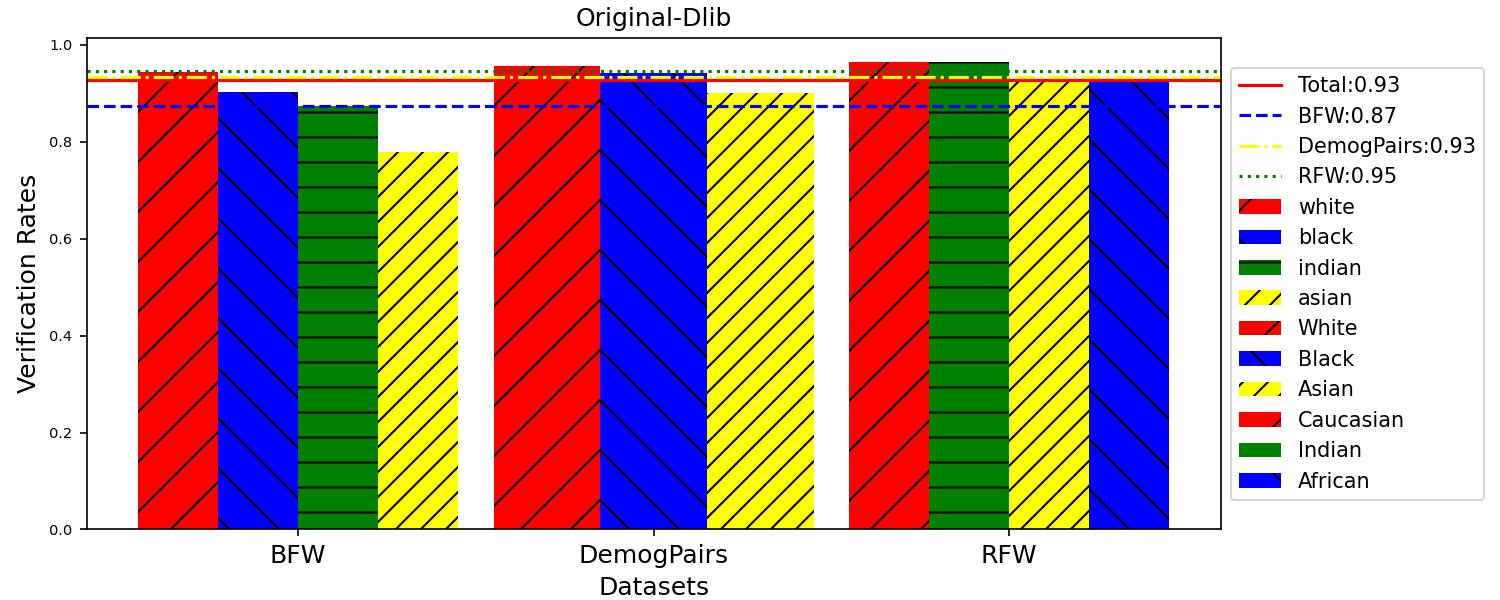 Original-Dlib
Verification Rates
1.0
0.8
0.6
0.4
0.2
0.0
BFW
DemogPairs
RFW
Datasets
Total:0.93
BFW:0.87
DemogPairs:0.93
RFW:0.95
white
black
indian
asian
White
Black
Asian
Caucasian
Indian
African